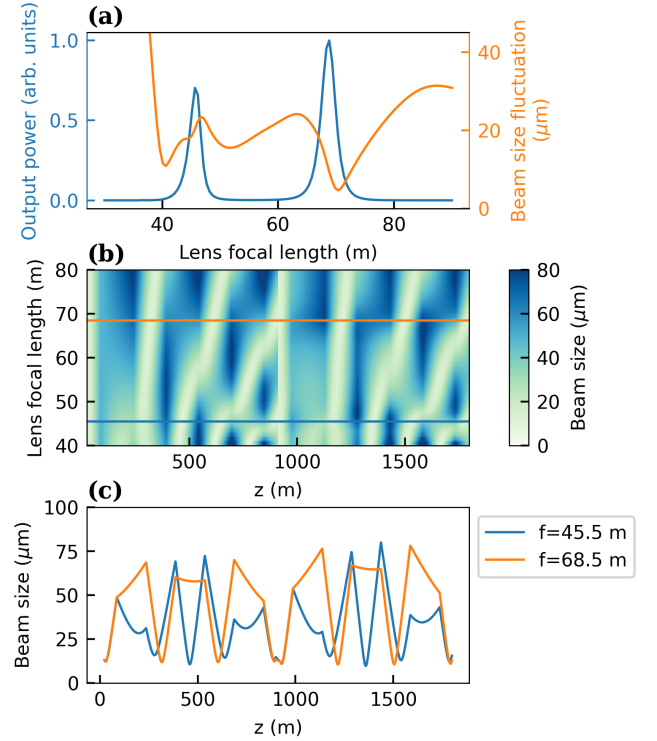 (a)
Output power (arb. units)
1.0
0.5
0.0
40
20
0
Beam size fluctuation
(μm)
40
60
80
Lens focal length (m)
(b)
Lens focal length (m)
80
70
60
50
40
500
1000
1500
z (m)
80
60
40
20
0
Beam size (μm)
(c)
Beam size (μm)
100
75
50
25
0
0
500
1000
1500
z (m)
f=45.5 m
f=68.5 m